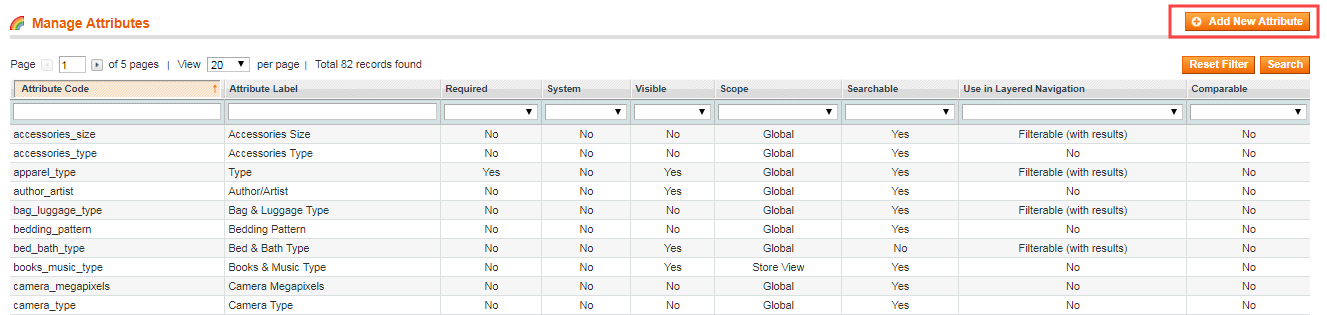 Manage Attributes Add New Attribute
Page 1 of 5 pages | View 20 per page | Total 82 records found Reset Filter Search
Attribute Code Attribute Label Required System Visible Scope Searchable Use in Layered Navigation Comparable
accessories_size Accessories Size No No No Global Yes Filterable (with results) No
accessories_type Accessories Type No No No Global Yes No No
apparel_type Type Yes No Yes Global Yes Filterable (with results) No
author_artist Author/Artist No No Yes Global Yes No No
bag_luggage_type Bag & Luggage Type No No No Global Yes Filterable (with results) No
bedding_pattern Bedding Pattern No No No Global Yes No No
bed_bath_type Bed & Bath Type No No Yes Global No Filterable (with results) No
books_music_type Books & Music Type No No Yes Store View Yes No No
camera_megapixels Camera Megapixels No No No Global Yes No No
camera_type Camera Type No No No Global Yes No No